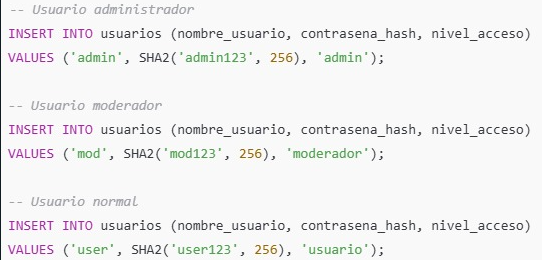 -- Usuario administrador
INSERT INTO usuarios (nombre_usuario, contrasena_hash, nivel_acceso)
VALUES ('admin', SHA2('admin123', 256), 'admin');
-- Usuario moderador
INSERT INTO usuarios (nombre_usuario, contrasena_hash, nivel_acceso)
VALUES ('mod', SHA2('mod123', 256), 'moderador');
-- Usuario normal
INSERT INTO usuarios (nombre_usuario, contrasena_hash, nivel_acceso)
VALUES ('user', SHA2('user123', 256), 'usuario');